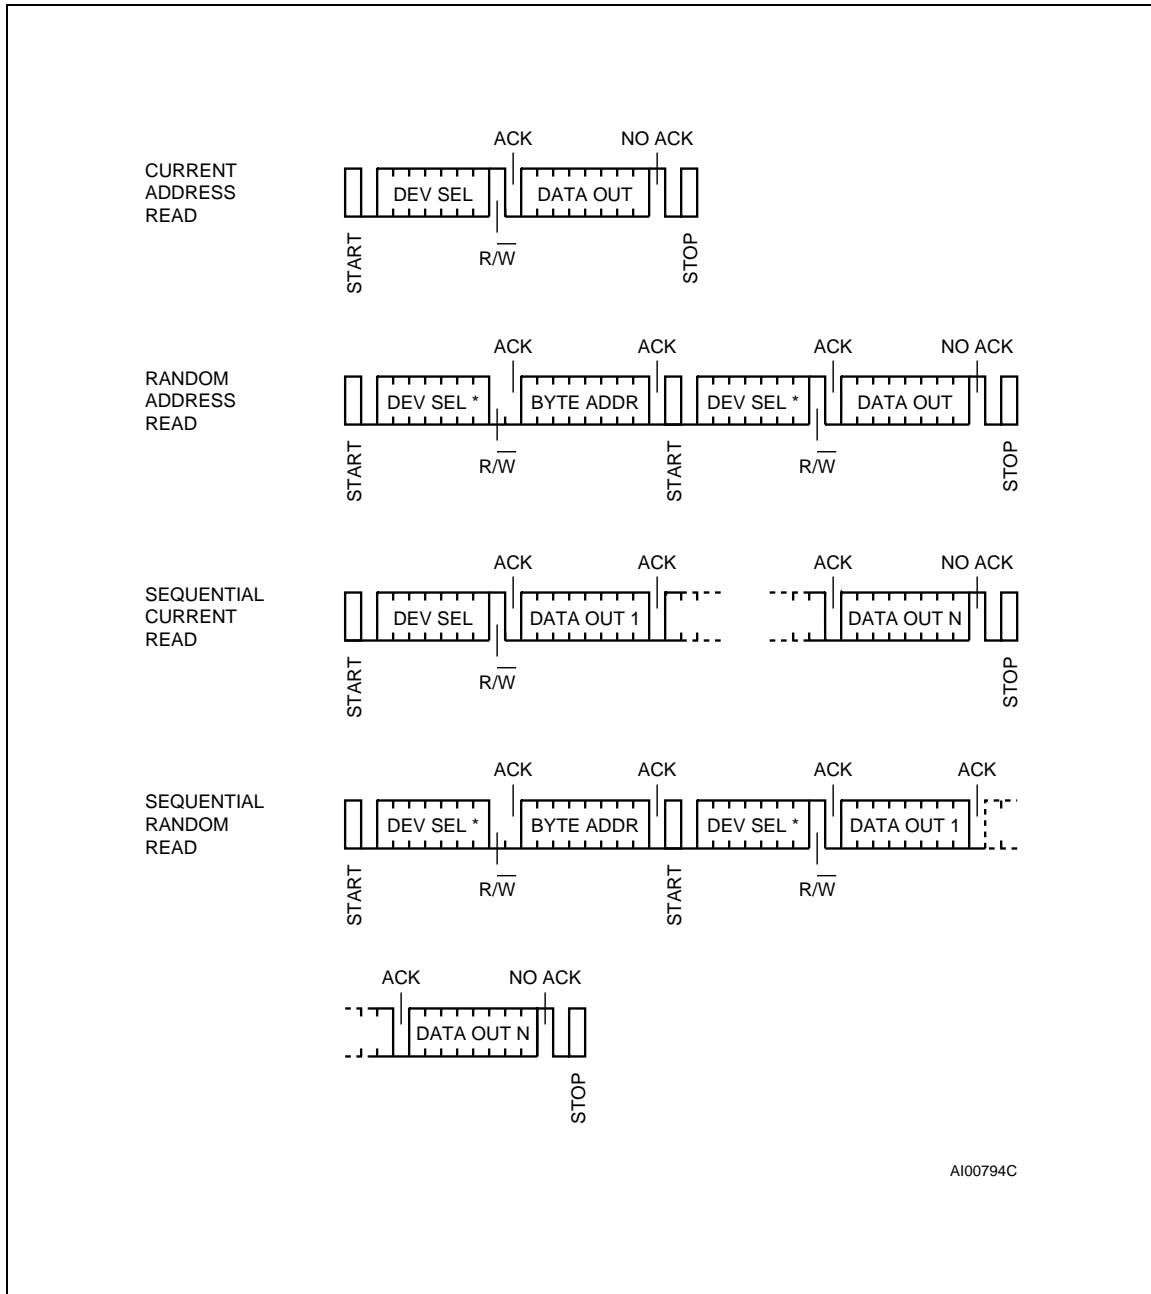 ACK NO ACK
CURRENT
ADDRESS
READ
DEV SEL DATA OUT
R/W̅
START
STOP
ACK ACK ACK NO ACK
RANDOM
ADDRESS
READ
DEV SEL * BYTE ADDR DEV SEL * DATA OUT
R/W̅ R/W̅
START START STOP
ACK ACK ACK NO ACK
SEQUENTIAL
CURRENT
READ
DEV SEL DATA OUT 1 DATA OUT N
R/W̅
START STOP
ACK ACK ACK ACK
SEQUENTIAL
RANDOM
READ
DEV SEL * BYTE ADDR DEV SEL * DATA OUT 1
R/W̅ R/W̅
START START
ACK NO ACK
DATA OUT N
STOP
AI00794C